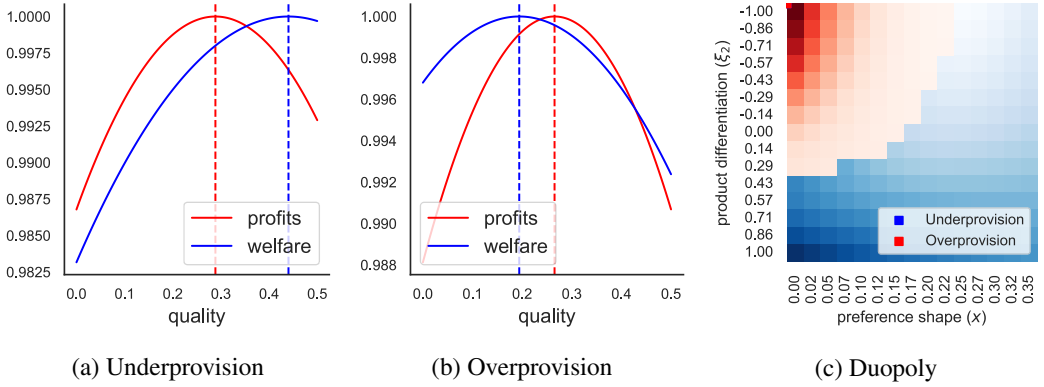 1.0000
0.9975
0.9950
0.9925
0.9900
0.9875
0.9850
0.9825
profits
welfare
0.0 0.1 0.2 0.3 0.4 0.5
quality
(a) Underprovision
1.000
0.998
0.996
0.994
0.992
0.990
0.988
profits
welfare
0.0 0.1 0.2 0.3 0.4 0.5
quality
(b) Overprovision
product differentiation (ξ₂)
-1.00
-0.86
-0.71
-0.57
-0.43
-0.29
-0.14
0.00
0.14
0.29
0.43
0.57
0.71
0.86
1.00
Underprovision
Overprovision
0.00 0.02 0.05 0.07 0.10 0.12 0.15 0.17 0.20 0.22 0.25 0.27 0.30 0.32 0.35
preference shape (x)
(c) Duopoly